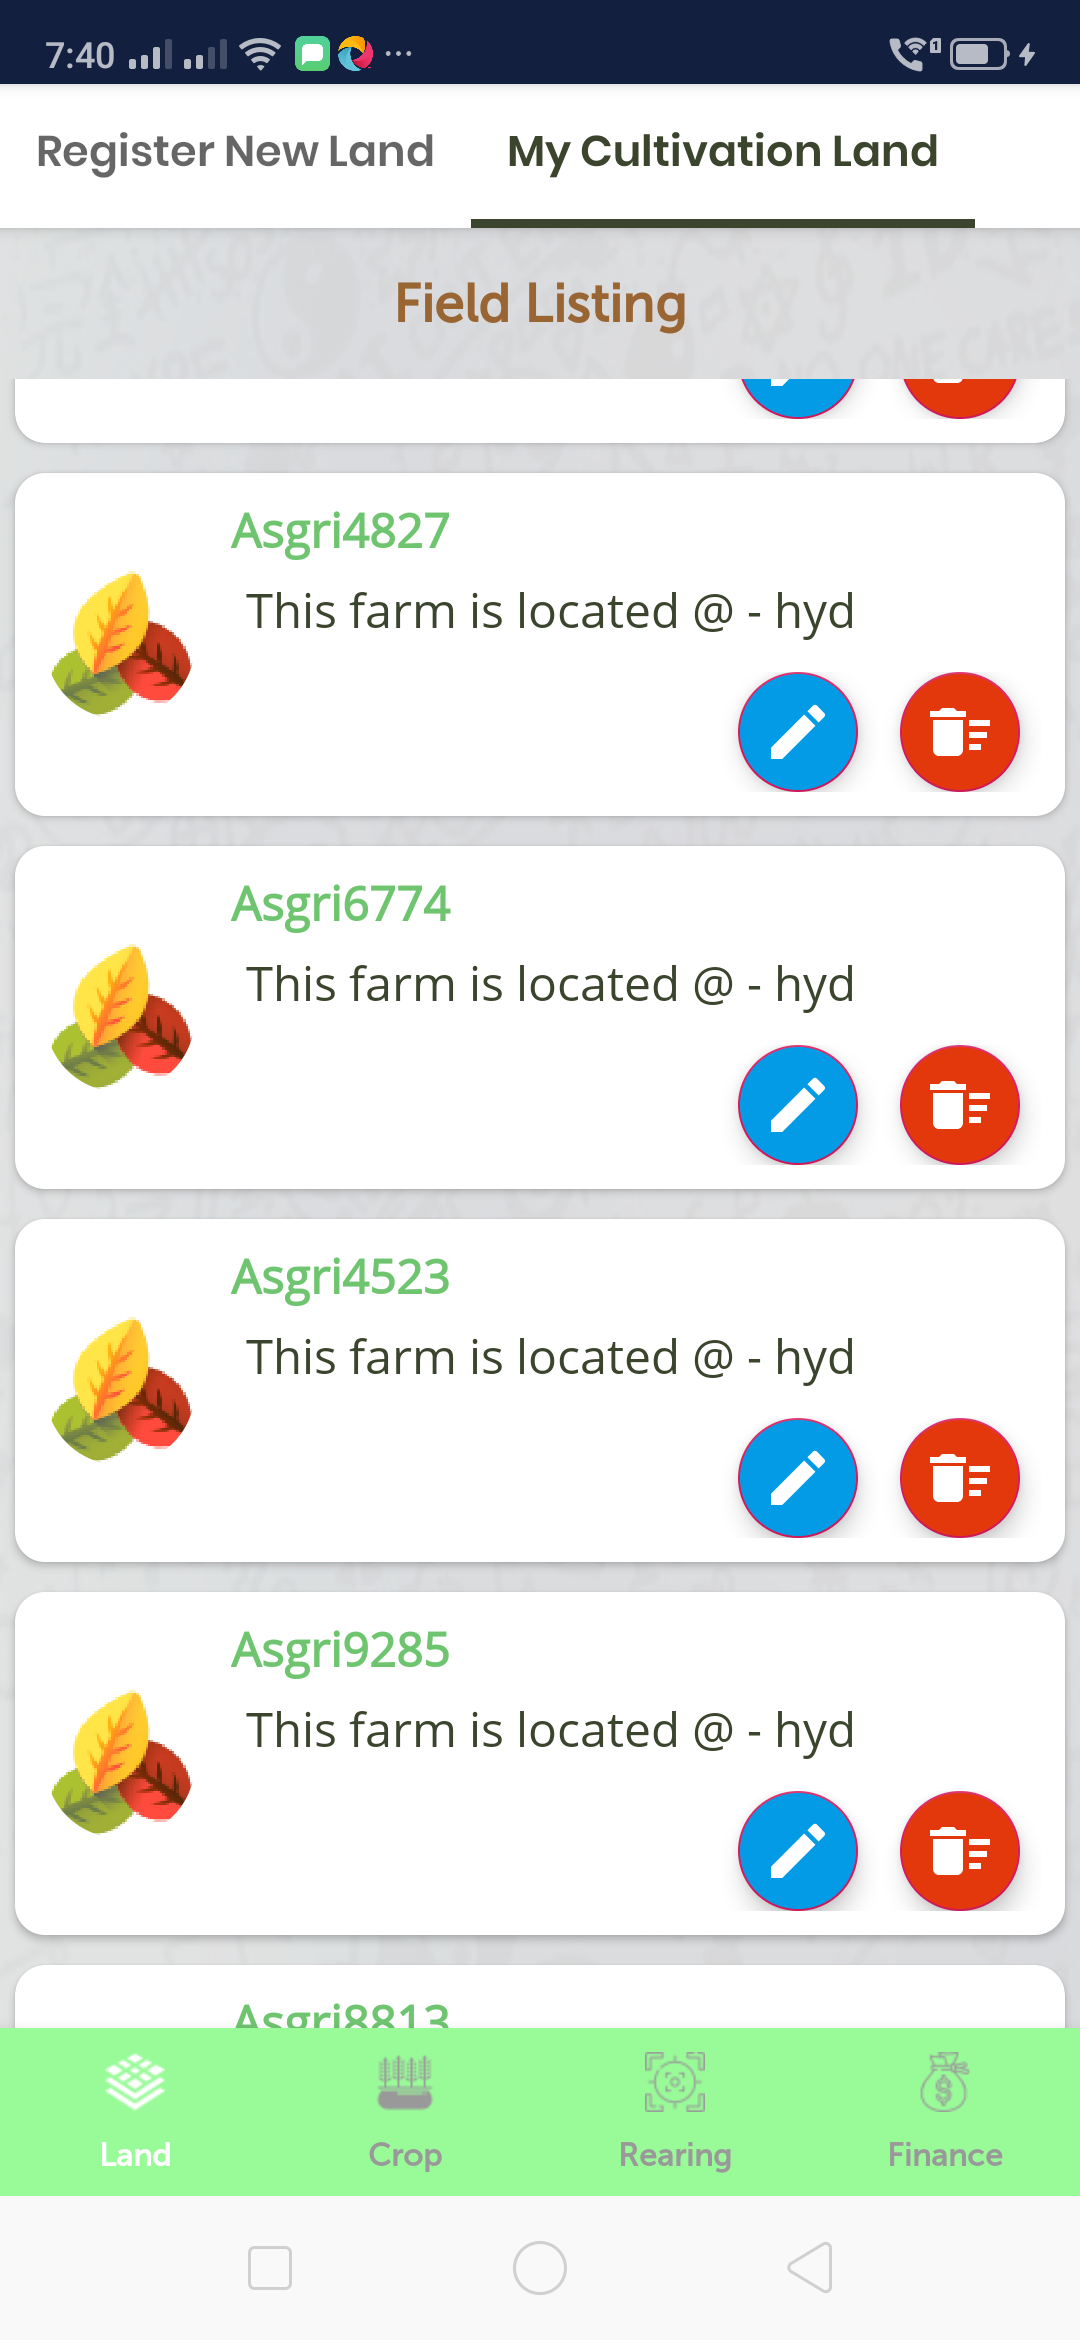 7:40
Register New Land
My Cultivation Land
Field Listing
Asgri4827
This farm is located @ - hyd
Asgri6774
This farm is located @ - hyd
Asgri4523
This farm is located @ - hyd
Asgri9285
This farm is located @ - hyd
Asgri8813
Land
Crop
Rearing
Finance